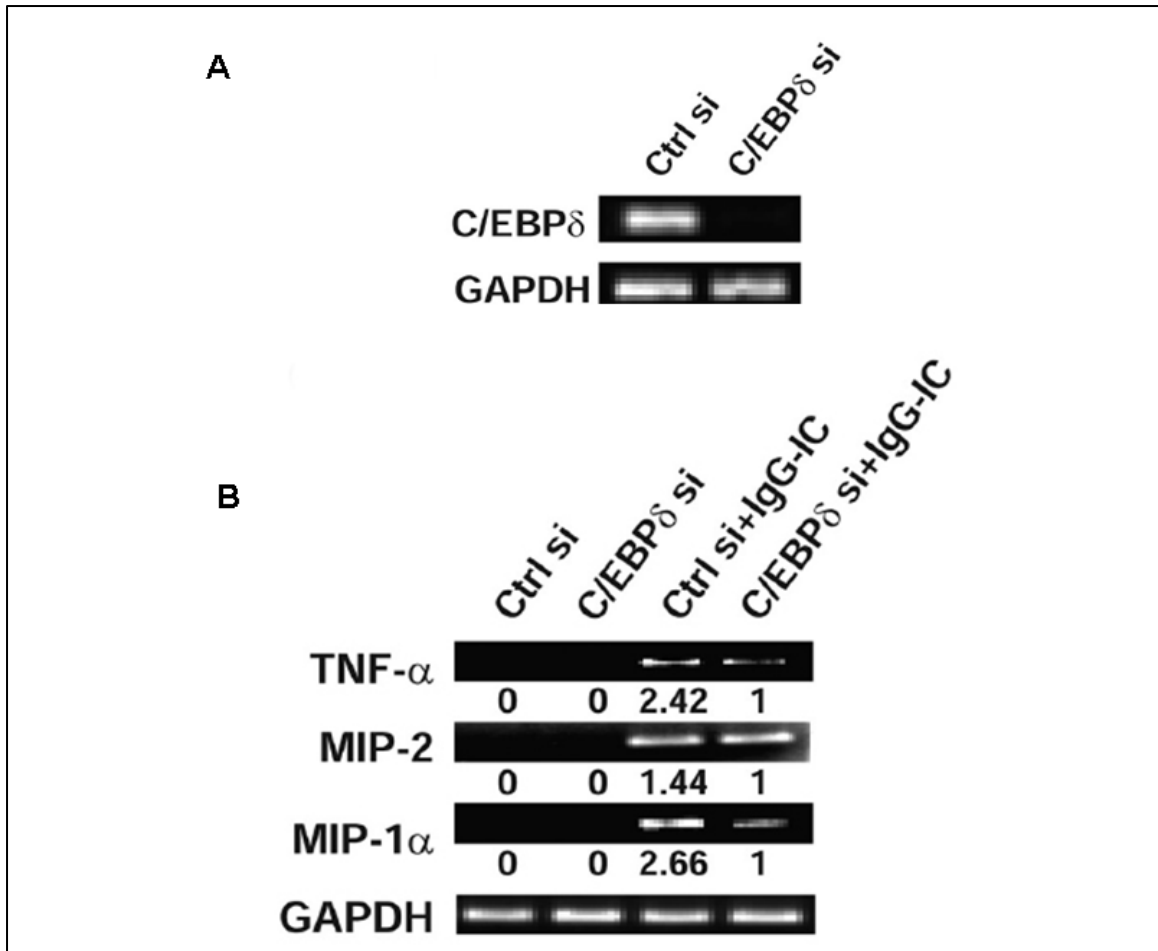 A
Ctrl si
C/EBPδ si
C/EBPδ
GAPDH
B
Ctrl si
C/EBPδ si
Ctrl si+IgG-IC
C/EBPδ si+IgG-IC
TNF-α
0 0 2.42 1
MIP-2
0 0 1.44 1
MIP-1α
0 0 2.66 1
GAPDH